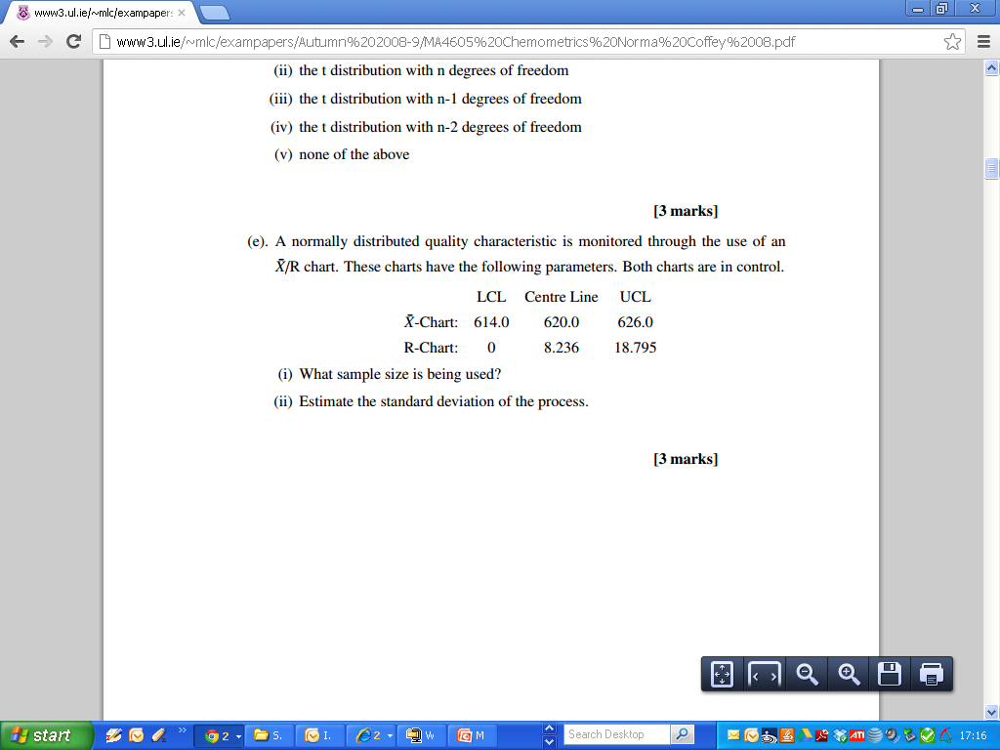 www3.ul.ie/~mlc/exampapers
www3.ul.ie/~mlc/exampapers/Autumn%202008-9/MA4605%20Chemometrics%20Norma%20Coffey%2008.pdf
(ii) the t distribution with n degrees of freedom
(iii) the t distribution with n-1 degrees of freedom
(iv) the t distribution with n-2 degrees of freedom
(v) none of the above
[3 marks]
(e). A normally distributed quality characteristic is monitored through the use of an
X̄/R chart. These charts have the following parameters. Both charts are in control.
LCL Centre Line UCL
X̄-Chart: 614.0 620.0 626.0
R-Chart: 0 8.236 18.795
(i) What sample size is being used?
(ii) Estimate the standard deviation of the process.
[3 marks]
start » 2 S. I. 2 W M Search Desktop 17:16